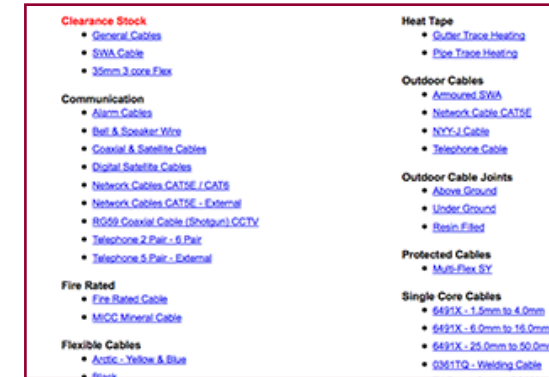 Clearance Stock
General Cables
SWA Cable
35mm 3 core Flex
Communication
Alarm Cables
Bell & Speaker Wire
Coaxial & Satellite Cables
Digital Satellite Cables
Network Cables CAT5E / CAT6
Network Cables CAT5E - External
RG59 Coaxial Cable (Shotgun) CCTV
Telephone 2 Pair - 6 Pair
Telephone 5 Pair - External
Fire Rated
Fire Rated Cable
MICC Mineral Cable
Flexible Cables
Arctic - Yellow & Blue
Black
Heat Tape
Gutter Trace Heating
Pipe Trace Heating
Outdoor Cables
Armoured SWA
Network Cable CAT5E
NYY-J Cable
Telephone Cable
Outdoor Cable Joints
Above Ground
Under Ground
Resin Filled
Protected Cables
Multi-Flex SY
Single Core Cables
6491X - 1.5mm to 4.0mm
6491X - 6.0mm to 16.0mm
6491X - 25.0mm to 50.0m
0361TQ - Welding Cable